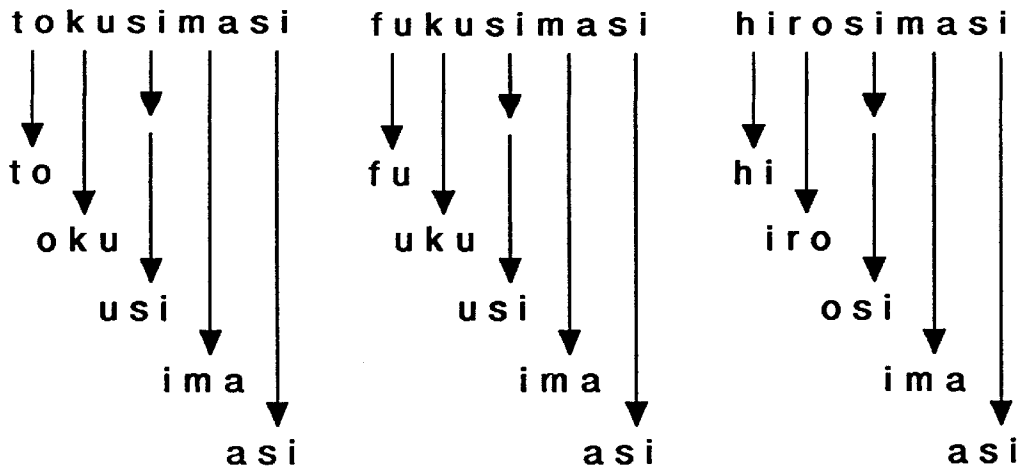 tokusimasi fukusimasi hirosimasi
to fu hi
oku uku iro
usi usi osi
ima ima ima
asi asi asi